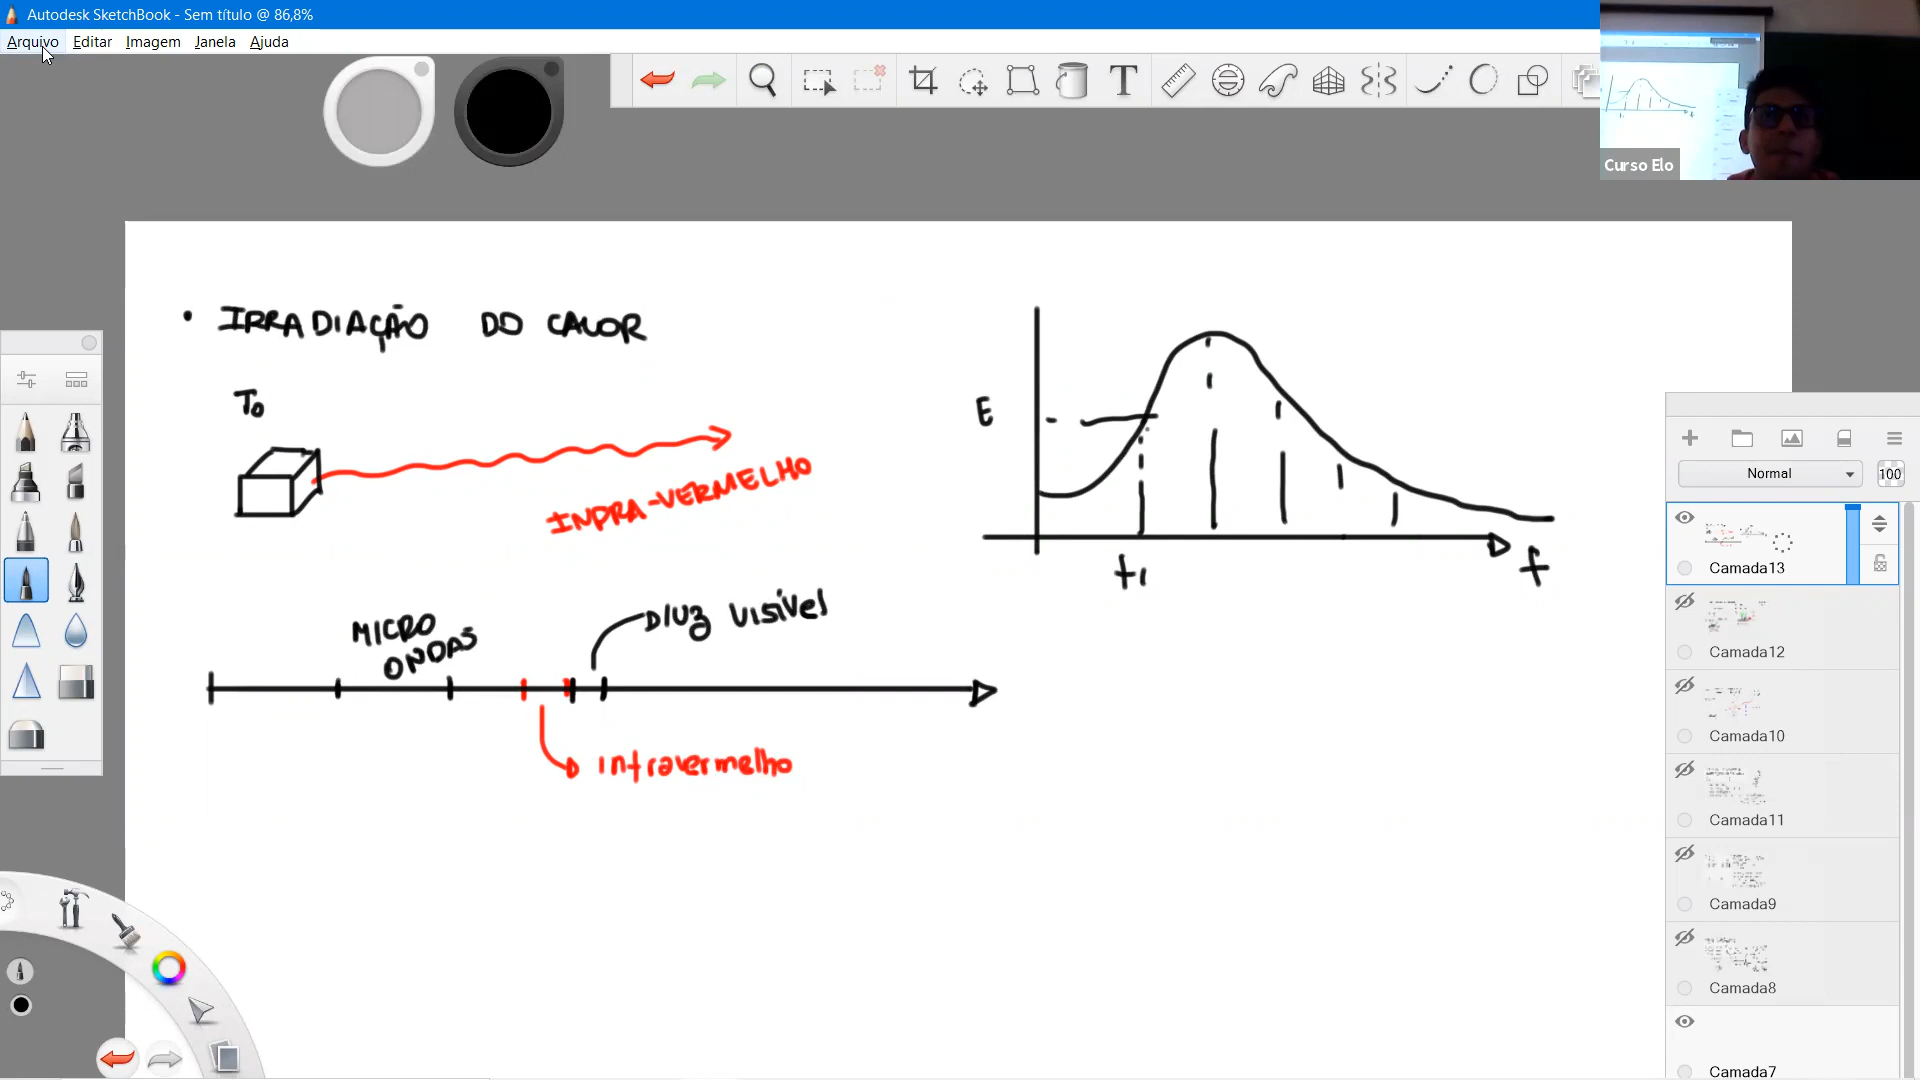 Autodesk SketchBook - Sem título @ 86,8%
Arquivo Editar Imagem Janela Ajuda
T
Curso Elo
• IRRADIAÇÃO DO CALOR
To
INFRA-VERMELHO
E
f1
f
MICRO
ONDAS
LUZ VISÍVEL
infravermelho
Normal
100
Camada13
Camada12
Camada10
Camada11
Camada9
Camada8
Camada7